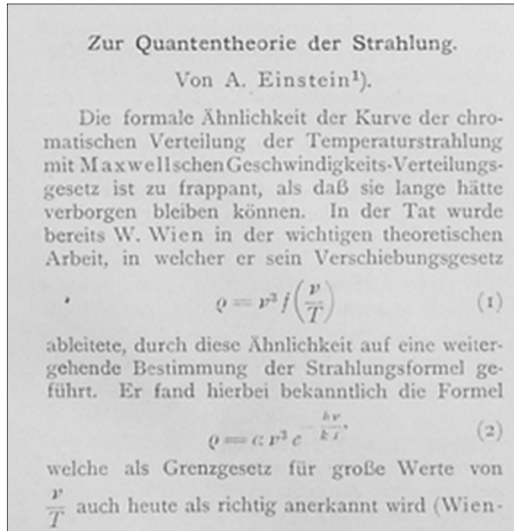 Zur Quantentheorie der Strahlung.
Von A. Einstein¹).
Die formale Ähnlichkeit der Kurve der chro-
matischen Verteilung der Temperaturstrahlung
mit Maxwellschen Geschwindigkeits-Verteilungs-
gesetz ist zu frappant, als daß sie lange hätte
verborgen bleiben können. In der Tat wurde
bereits W. Wien in der wichtigen theoretischen
Arbeit, in welcher er sein Verschiebungsgesetz
ϱ = ν³ f(ν/T) (1)
ableitete, durch diese Ähnlichkeit auf eine weiter-
gehende Bestimmung der Strahlungsformel ge-
führt. Er fand hierbei bekanntlich die Formel
ϱ = α ν³ e^(−hν/kT), (2)
welche als Grenzgesetz für große Werte von
ν/T auch heute als richtig anerkannt wird (Wien-